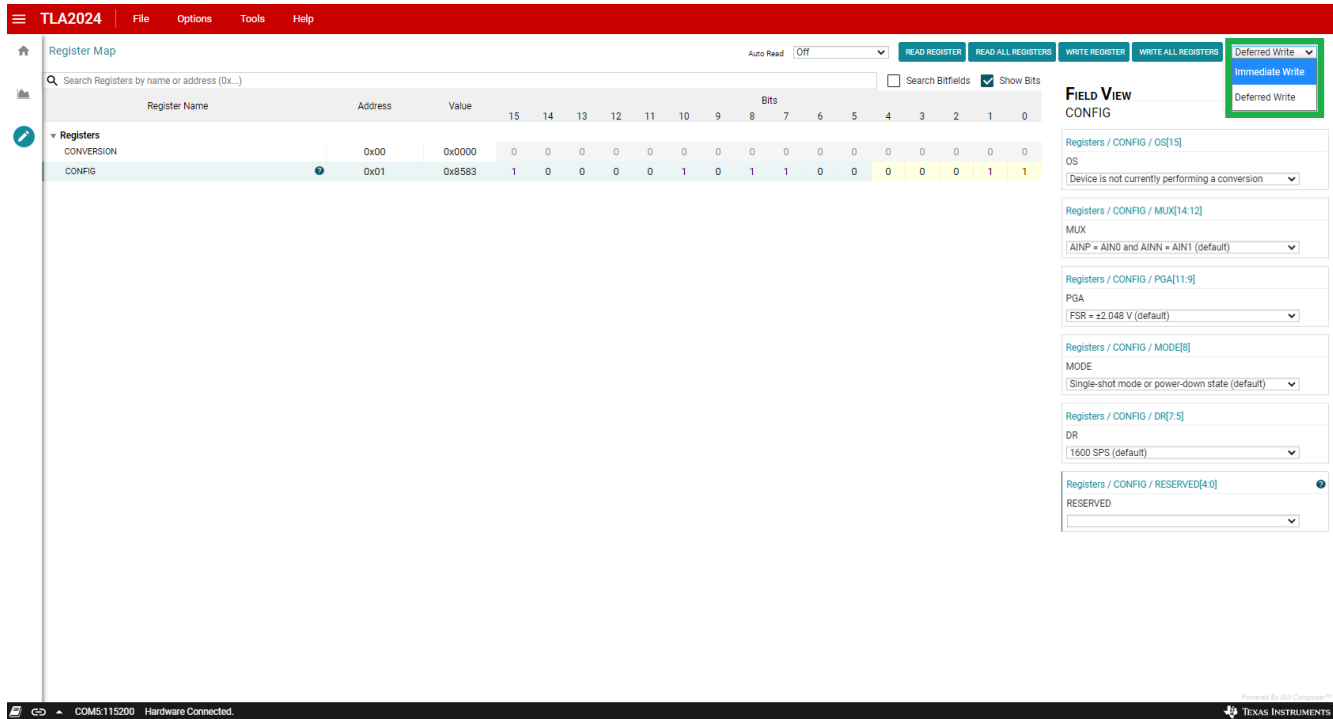 TLA2024 File Options Tools Help
Register Map Auto Read Off READ REGISTER READ ALL REGISTERS WRITE REGISTER WRITE ALL REGISTERS Deferred Write
Immediate Write
Deferred Write
Search Registers by name or address (0x...) Search Bitfields Show Bits
Register Name Address Value Bits
15 14 13 12 11 10 9 8 7 6 5 4 3 2 1 0
Registers
CONVERSION 0x00 0x0000 0 0 0 0 0 0 0 0 0 0 0 0 0 0 0 0
CONFIG 0x01 0x8583 1 0 0 0 0 1 0 1 1 0 0 0 0 0 1 1
FIELD VIEW
CONFIG
Registers / CONFIG / OS[15]
OS
Device is not currently performing a conversion
Registers / CONFIG / MUX[14:12]
MUX
AINP = AIN0 and AINN = AIN1 (default)
Registers / CONFIG / PGA[11:9]
PGA
FSR = ±2.048 V (default)
Registers / CONFIG / MODE[8]
MODE
Single-shot mode or power-down state (default)
Registers / CONFIG / DR[7:5]
DR
1600 SPS (default)
Registers / CONFIG / RESERVED[4:0]
RESERVED
Powered By GUI Composer™
COM5:115200 Hardware Connected. TEXAS INSTRUMENTS